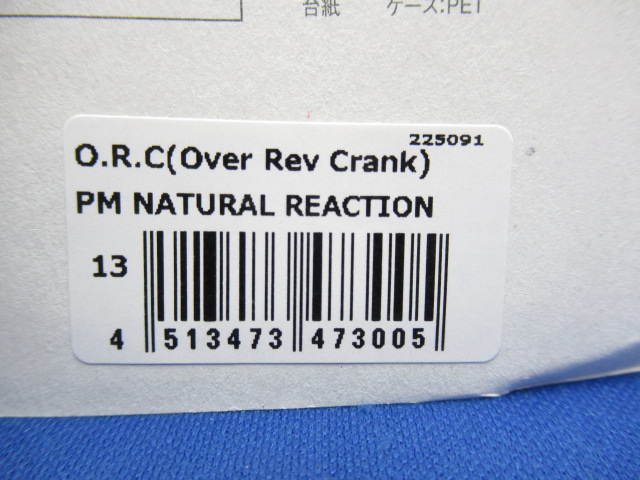 台紙 ケース:PET
225091
O.R.C(Over Rev Crank)
PM NATURAL REACTION
13
4 513473 473005